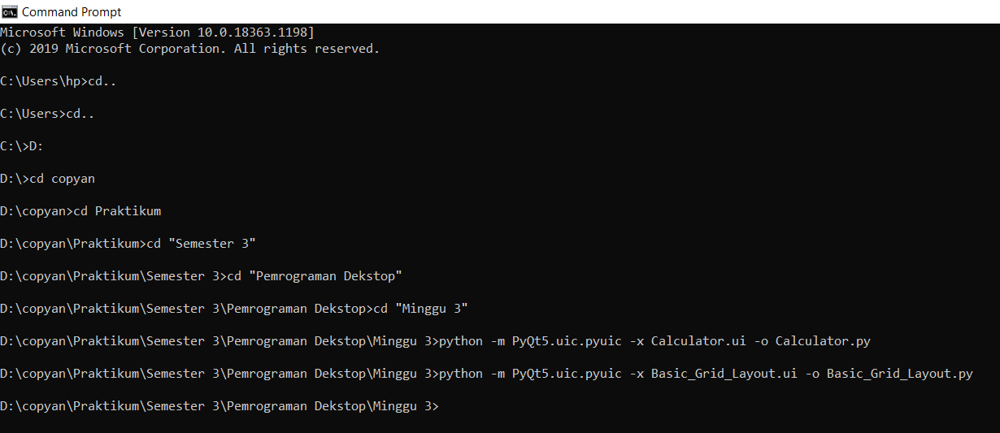 Command Prompt
Microsoft Windows [Version 10.0.18363.1198]
(c) 2019 Microsoft Corporation. All rights reserved.
C:\Users\hp>cd..
C:\Users>cd..
C:\>D:
D:\>cd copyan
D:\copyan>cd Praktikum
D:\copyan\Praktikum>cd "Semester 3"
D:\copyan\Praktikum\Semester 3>cd "Pemrograman Dekstop"
D:\copyan\Praktikum\Semester 3\Pemrograman Dekstop>cd "Minggu 3"
D:\copyan\Praktikum\Semester 3\Pemrograman Dekstop\Minggu 3>python -m PyQt5.uic.pyuic -x Calculator.ui -o Calculator.py
D:\copyan\Praktikum\Semester 3\Pemrograman Dekstop\Minggu 3>python -m PyQt5.uic.pyuic -x Basic_Grid_Layout.ui -o Basic_Grid_Layout.py
D:\copyan\Praktikum\Semester 3\Pemrograman Dekstop\Minggu 3>